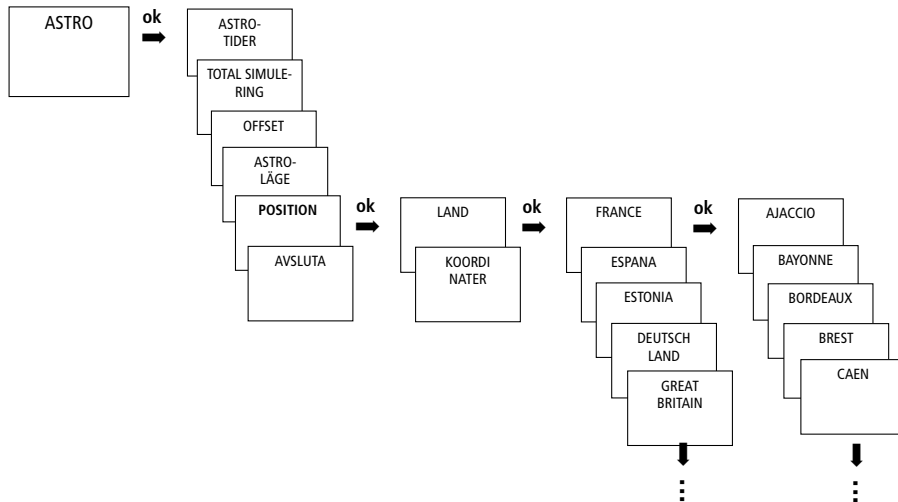 ASTRO
ok
ASTRO-
TIDER
TOTAL SIMULE-
RING
OFFSET
ASTRO-
LÄGE
POSITION
AVSLUTA
ok
LAND
KOORDI
NATER
ok
FRANCE
ESPANA
ESTONIA
DEUTSCH
LAND
GREAT
BRITAIN
ok
AJACCIO
BAYONNE
BORDEAUX
BREST
CAEN